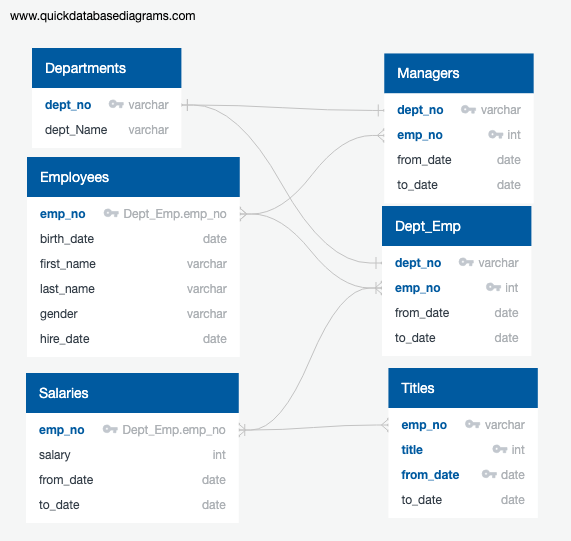 www.quickdatabasediagrams.com
Departments
dept_no varchar
dept_Name varchar
Employees
emp_no Dept_Emp.emp_no
birth_date date
first_name varchar
last_name varchar
gender varchar
hire_date date
Salaries
emp_no Dept_Emp.emp_no
salary int
from_date date
to_date date
Managers
dept_no varchar
emp_no int
from_date date
to_date date
Dept_Emp
dept_no varchar
emp_no int
from_date date
to_date date
Titles
emp_no varchar
title int
from_date date
to_date date